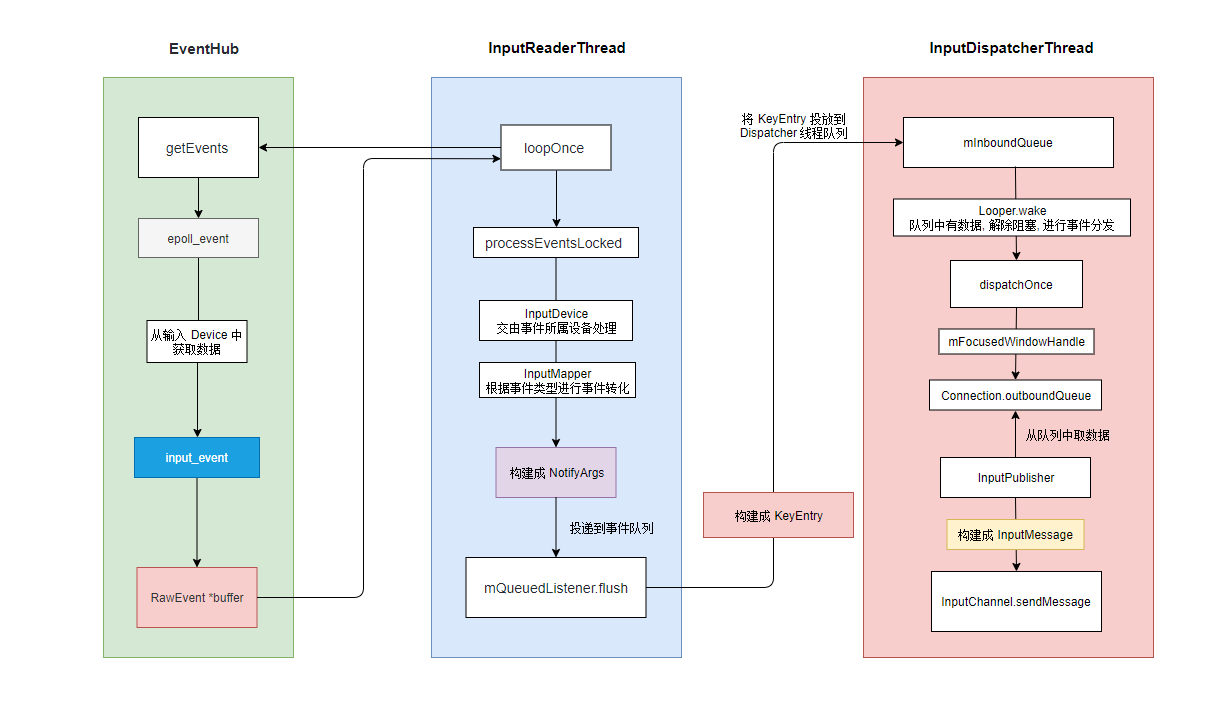 EventHub
getEvents
epoll_event
从输入 Device 中
获取数据
input_event
RawEvent *buffer
InputReaderThread
loopOnce
processEventsLocked
InputDevice
交由事件所属设备处理
InputMapper
根据事件类型进行事件转化
构建成 NotifyArgs
投递到事件队列
mQueuedListener.flush
构建成 KeyEntry
将 KeyEntry 投放到
Dispatcher 线程队列
InputDispatcherThread
mInboundQueue
Looper.wake
队列中有数据, 解除阻塞, 进行事件分发
dispatchOnce
mFocusedWindowHandle
Connection.outboundQueue
从队列中取数据
InputPublisher
构建成 InputMessage
InputChannel.sendMessage